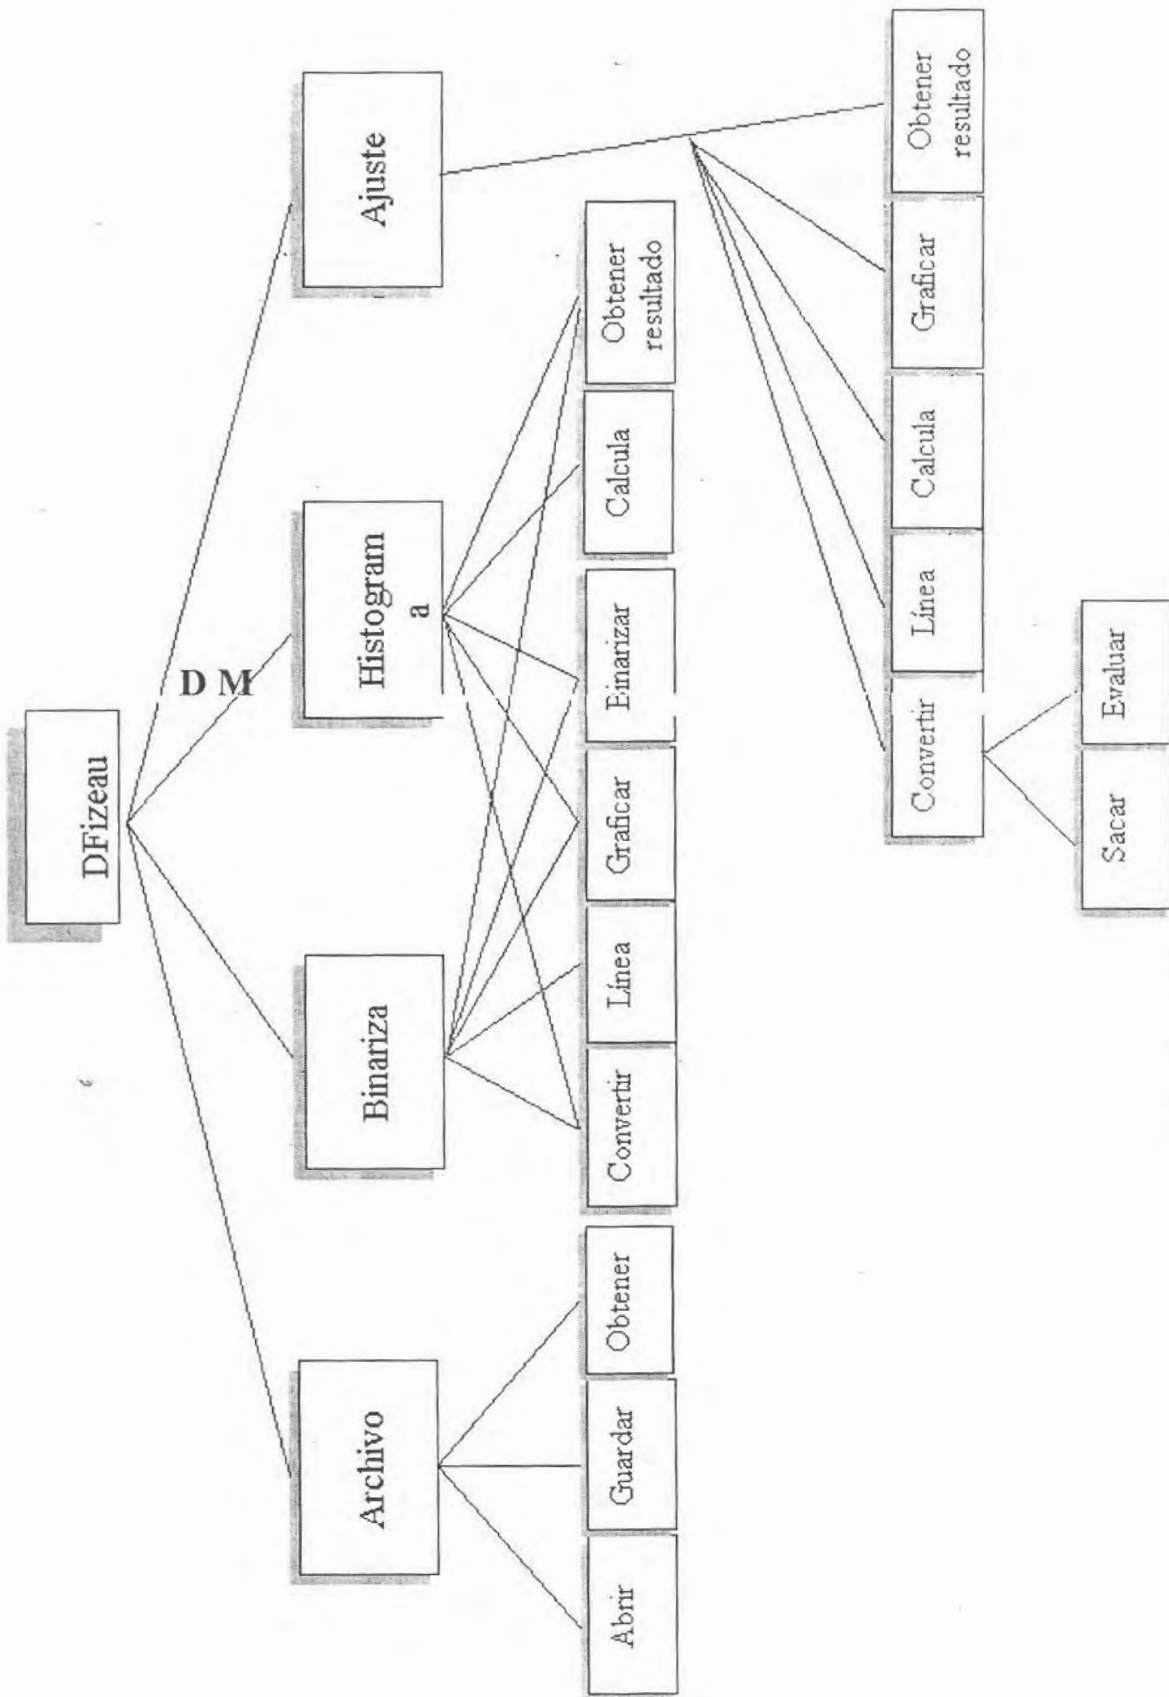 DFizeau
D M
Archivo
Binariza
Histogram
a
Ajuste
Abrir
Guardar
Obtener
Convertir
Línea
Graficar
Binarizar
Calcula
Obtener
resultado
Convertir
Línea
Calcula
Graficar
Obtener
resultado
Sacar
Evaluar